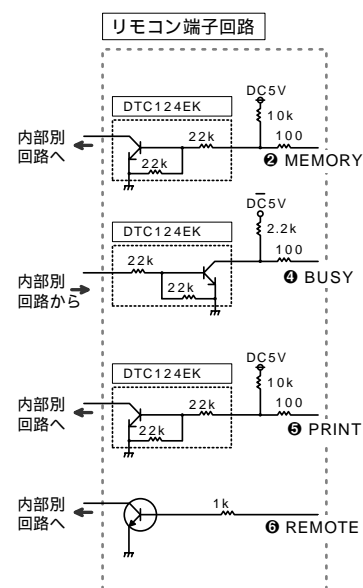 リモコン端子回路
DC5V
DTC124EK
10k
内部別
回路へ
22k
100
22k
❷ MEMORY
DC5V
DTC124EK
2.2k
22k
100
内部別
回路から
22k
❹ BUSY
DC5V
DTC124EK
10k
内部別
回路へ
22k
100
22k
❺ PRINT
内部別
回路へ
1k
❻ REMOTE